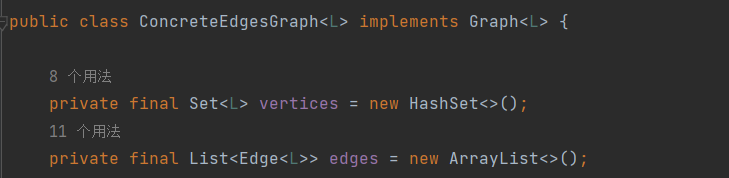 public class ConcreteEdgesGraph<L> implements Graph<L> {
8 个用法
private final Set<L> vertices = new HashSet<>();
11 个用法
private final List<Edge<L>> edges = new ArrayList<>();